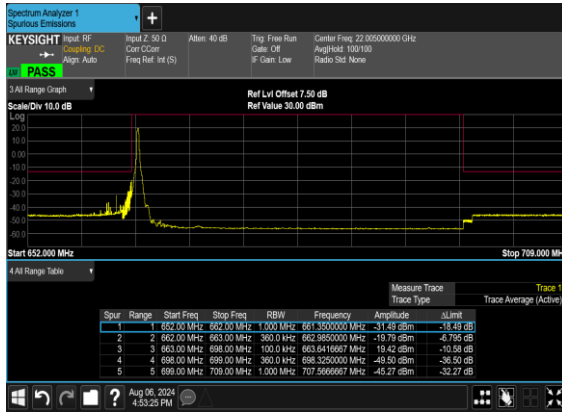 Spectrum Analyzer 1
Spurious Emissions
+
KEYSIGHT Input: RF Input Z: 50 Ω Atten: 40 dB Trig: Free Run Center Freq: 22.005000000 GHz
Coupling: DC Corr CCorr Gate: Off Avg|Hold: 100/100
Align: Auto Freq Ref: Int (S) IF Gain: Low Radio Std: None
PASS
3 All Range Graph Ref Lvl Offset 7.50 dB
Scale/Div 10.0 dB Ref Value 30.00 dBm
Log
20.0
10.0
0.00
-10.0
-20.0
-30.0
-40.0
-50.0
-60.0
Start 652.000 MHz Stop 709.000 MH
4 All Range Table
Measure Trace Trace 1
Trace Type Trace Average (Active)
Spur Range Start Freq Stop Freq RBW Frequency Amplitude ΔLimit
1 1 652.00 MHz 662.00 MHz 1.000 MHz 661.3500000 MHz -31.49 dBm -18.49 dB
2 2 662.00 MHz 663.00 MHz 360.0 kHz 662.9850000 MHz -19.79 dBm -6.795 dB
3 3 663.00 MHz 698.00 MHz 100.0 kHz 663.6416667 MHz 19.42 dBm -10.58 dB
4 4 698.00 MHz 699.00 MHz 360.0 kHz 698.3250000 MHz -49.50 dBm -36.50 dB
5 5 699.00 MHz 709.00 MHz 1.000 MHz 707.5666667 MHz -45.27 dBm -32.27 dB
? Aug 06, 2024
4:53:25 PM